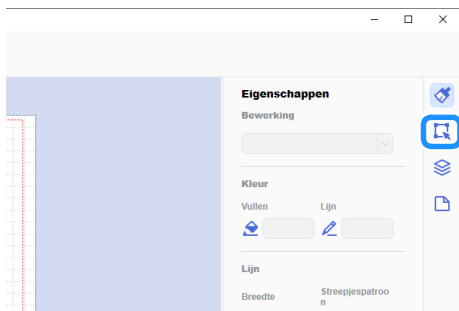 Eigenschappen
Bewerking
Kleur
Vullen Lijn
Lijn
Breedte Streepjespatroo
n